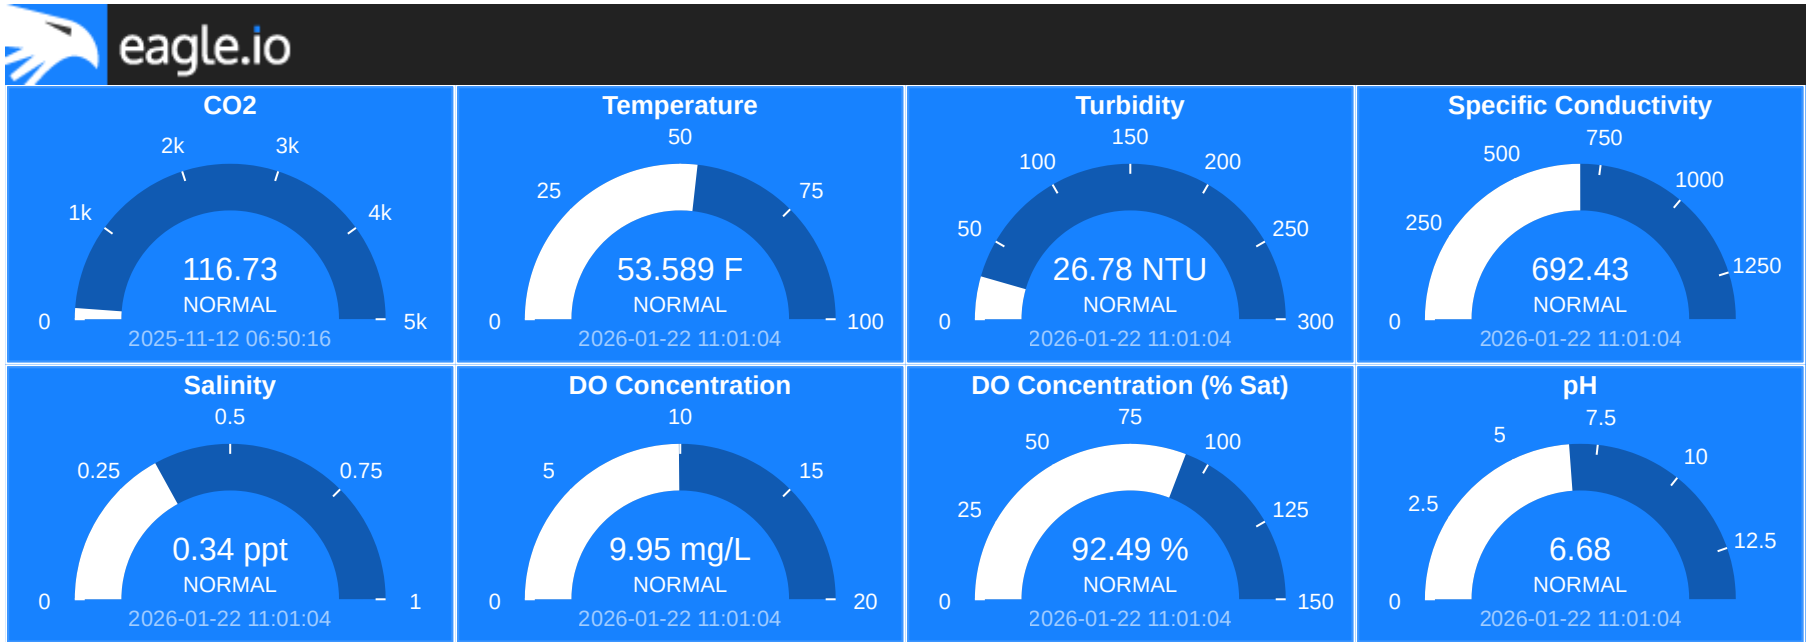 eagle.io
CO2
0
1k
2k
3k
4k
5k
116.73
NORMAL
2025-11-12 06:50:16
Temperature
0
25
50
75
100
53.589 F
NORMAL
2026-01-22 11:01:04
Turbidity
0
50
100
150
200
250
300
26.78 NTU
NORMAL
2026-01-22 11:01:04
Specific Conductivity
0
250
500
750
1000
1250
692.43
NORMAL
2026-01-22 11:01:04
Salinity
0
0.25
0.5
0.75
1
0.34 ppt
NORMAL
2026-01-22 11:01:04
DO Concentration
0
5
10
15
20
9.95 mg/L
NORMAL
2026-01-22 11:01:04
DO Concentration (% Sat)
0
25
50
75
100
125
150
92.49 %
NORMAL
2026-01-22 11:01:04
pH
0
2.5
5
7.5
10
12.5
6.68
NORMAL
2026-01-22 11:01:04